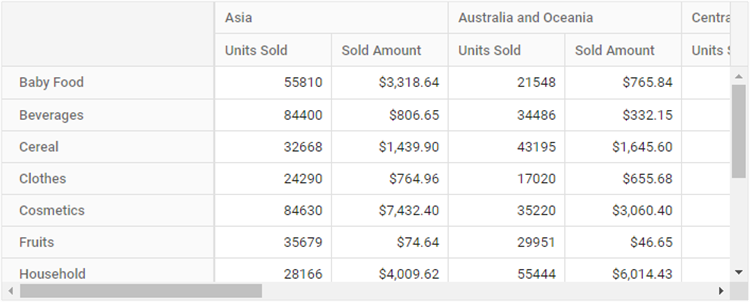 Asia Australia and Oceania Centra
Units Sold Sold Amount Units Sold Sold Amount Units S
Baby Food 55810 $3,318.64 21548 $765.84
Beverages 84400 $806.65 34486 $332.15
Cereal 32668 $1,439.90 43195 $1,645.60
Clothes 24290 $764.96 17020 $655.68
Cosmetics 84630 $7,432.40 35220 $3,060.40
Fruits 35679 $74.64 29951 $46.65
Household 28166 $4,009.62 55444 $6,014.43